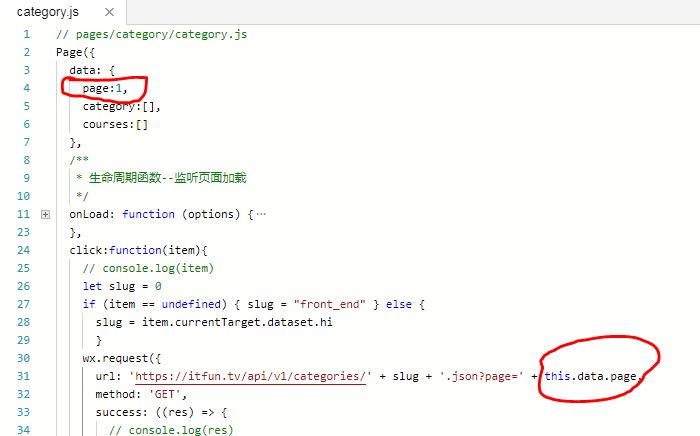 category.js ×
1 // pages/category/category.js
2 Page({
3 data: {
4 page:1,
5 category:[],
6 courses:[]
7 },
8 /**
9 * 生命周期函数--监听页面加载
10 */
11 onLoad: function (options) {…
23 },
24 click:function(item){
25 // console.log(item)
26 let slug = 0
27 if (item == undefined) { slug = "front_end" } else {
28 slug = item.currentTarget.dataset.hi
29 }
30 wx.request({
31 url: 'https://itfun.tv/api/v1/categories/' + slug + '.json?page=' + this.data.page,
32 method: 'GET',
33 success: ((res) => {
34 // console.log(res)